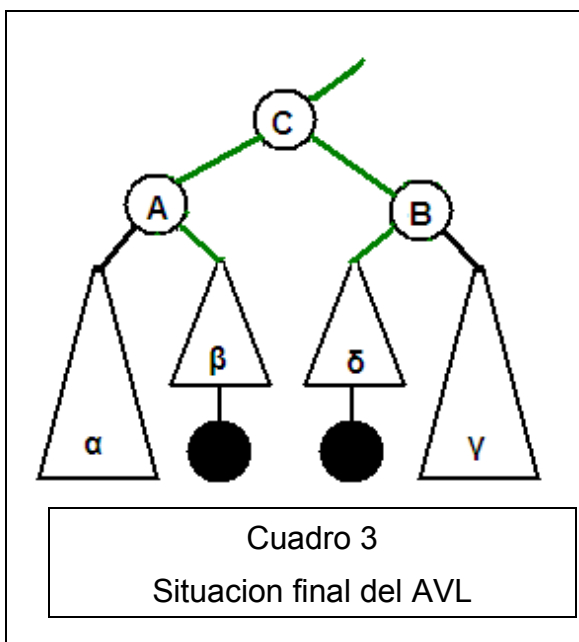 C
A B
β δ
α γ
Cuadro 3
Situacion final del AVL